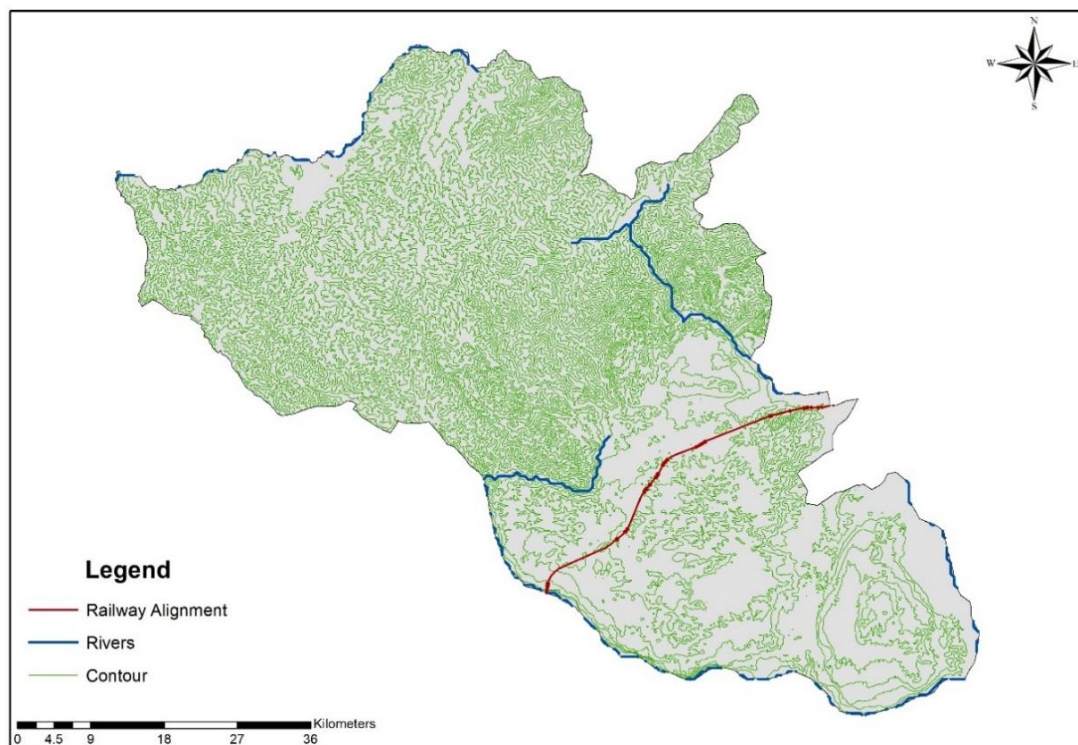 N
W E
S
Legend
Railway Alignment
Rivers
Contour
Kilometers
0 4.5 9 18 27 36